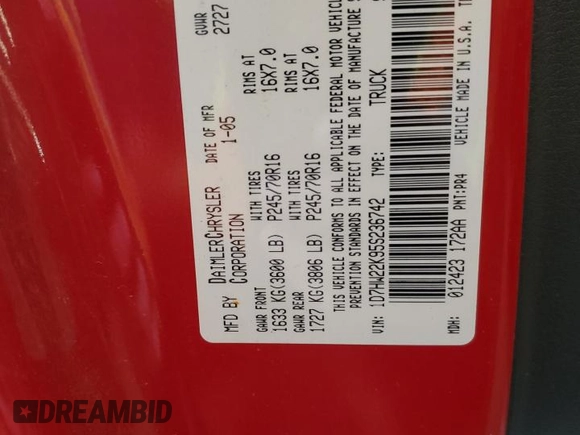 MFD BY DAIMLERCHRYSLER CORPORATION
DATE OF MFR 1-05
GVWR 2727
GAWR FRONT WITH TIRES RIMS AT
1633 KG(3600 LB) P245/70R16 16X7.0
GAWR REAR WITH TIRES RIMS AT
1727 KG(3806 LB) P245/70R16 16X7.0
THIS VEHICLE CONFORMS TO ALL APPLICABLE FEDERAL MOTOR VEHICL
PREVENTION STANDARDS IN EFFECT ON THE DATE OF MANUFACTURE S
VIN: 1D7HW22K95S236742 TYPE: TRUCK
MDH: 012423 172AA PNT:PR4 VEHICLE MADE IN U.S.A.
DREAMBID